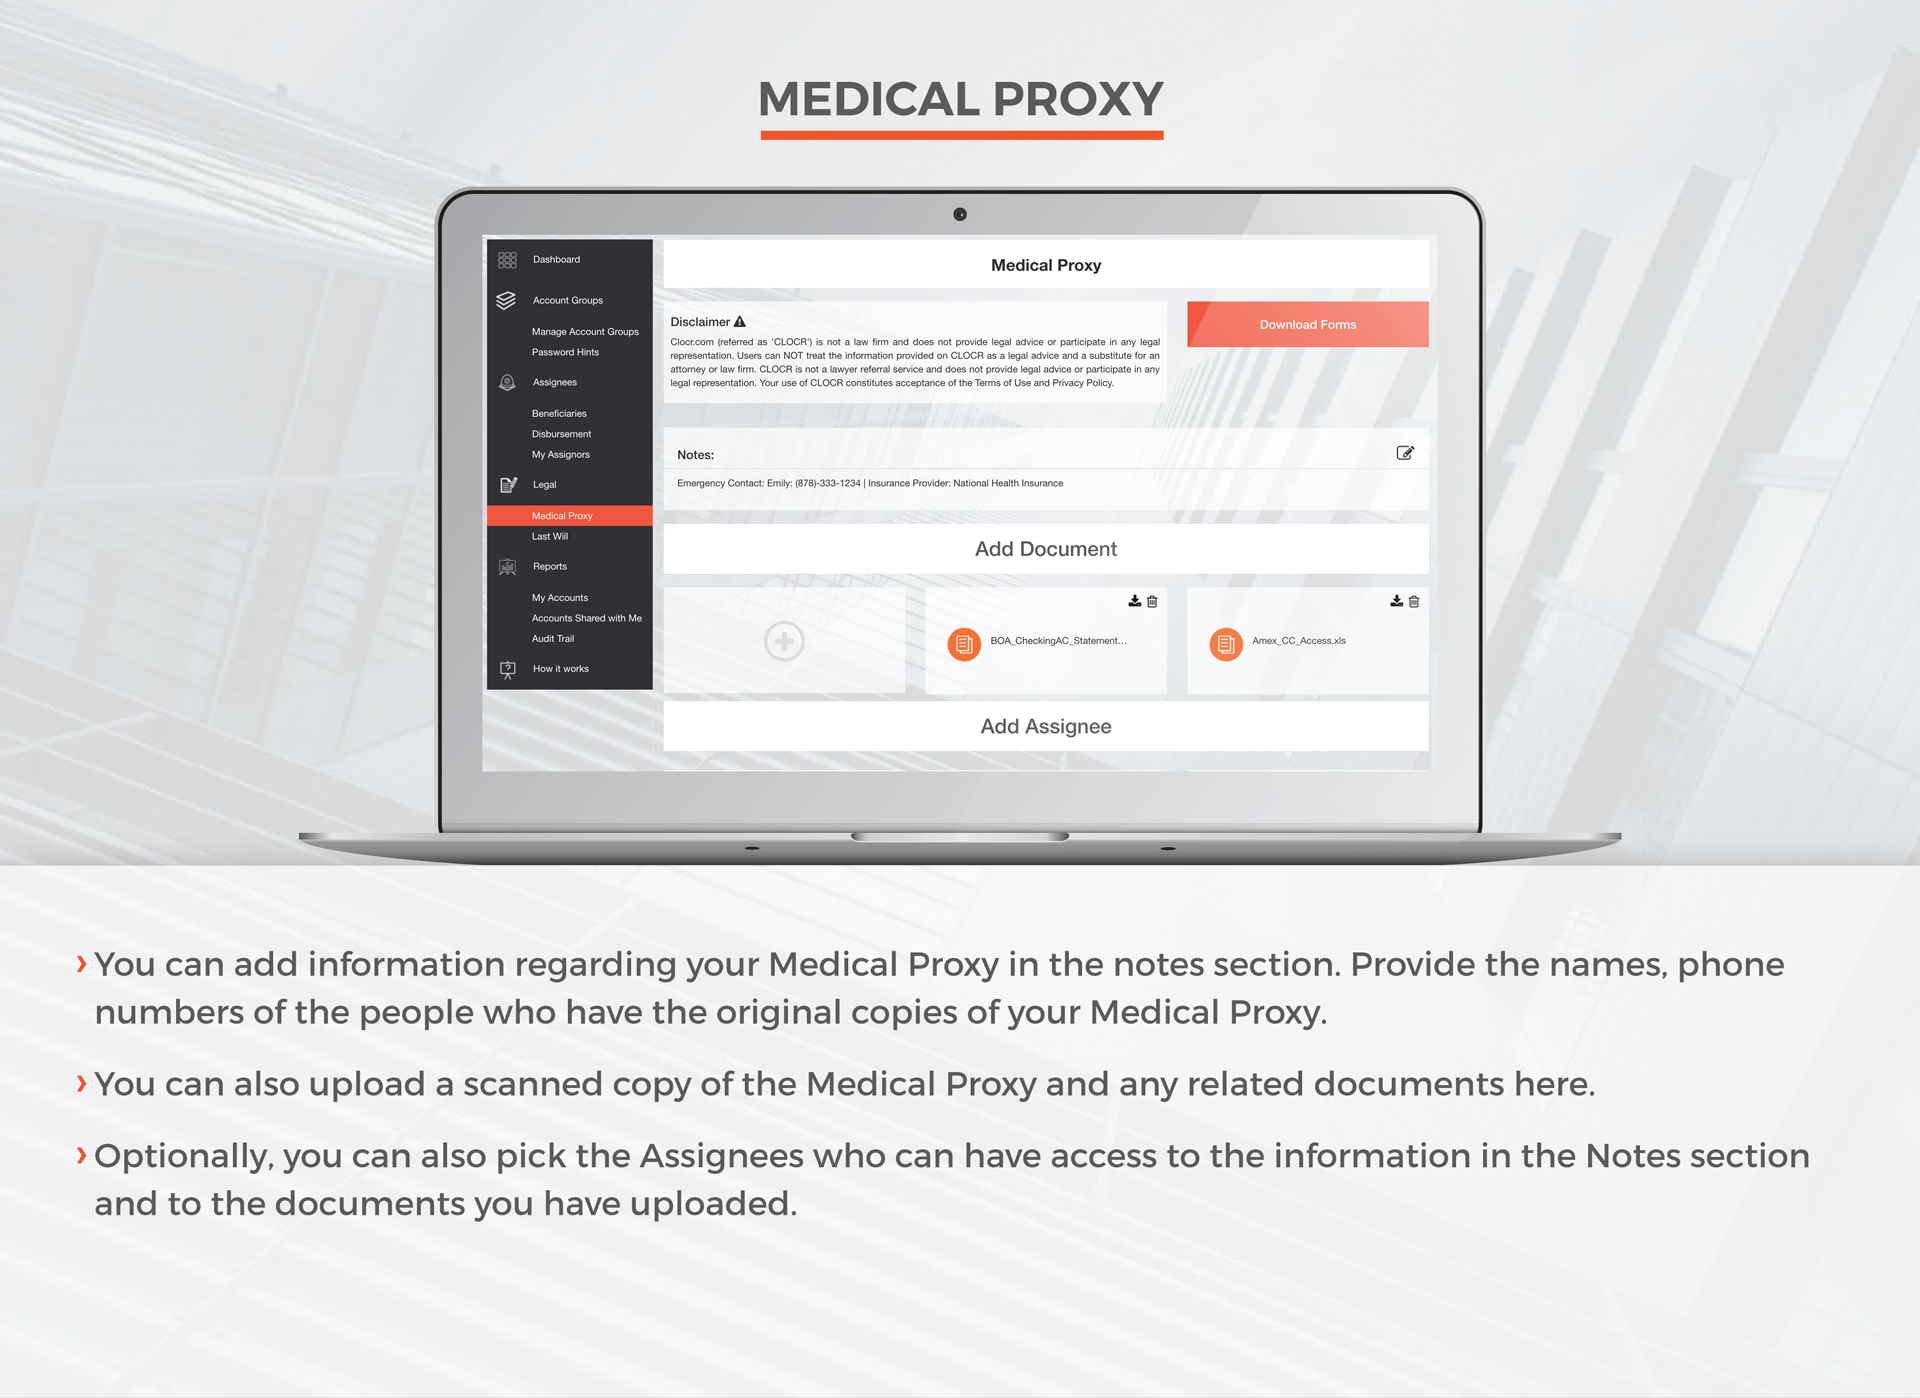 MEDICAL PROXY
Dashboard
Account Groups
Manage Account Groups
Password Hints
Assignees
Beneficiaries
Disbursement
My Assignors
Legal
Medical Proxy
Last Will
Reports
My Accounts
Accounts Shared with Me
Audit Trail
How it works
Medical Proxy
Disclaimer
Clocr.com (referred as 'CLOCR') is not a law firm and does not provide legal advice or participate in any legal
representation. Users can NOT treat the information provided on CLOCR as a legal advice and a substitute for an
attorney or law firm. CLOCR is not a lawyer referral service and does not provide legal advice or participate in any
legal representation. Your use of CLOCR constitutes acceptance of the Terms of Use and Privacy Policy.
Download Forms
Notes:
Emergency Contact: Emily: (878)-333-1234 | Insurance Provider: National Health Insurance
Add Document
BOA_CheckingAC_Statement...
Amex_CC_Access.xls
Add Assignee
› You can add information regarding your Medical Proxy in the notes section. Provide the names, phone
numbers of the people who have the original copies of your Medical Proxy.
› You can also upload a scanned copy of the Medical Proxy and any related documents here.
› Optionally, you can also pick the Assignees who can have access to the information in the Notes section
and to the documents you have uploaded.